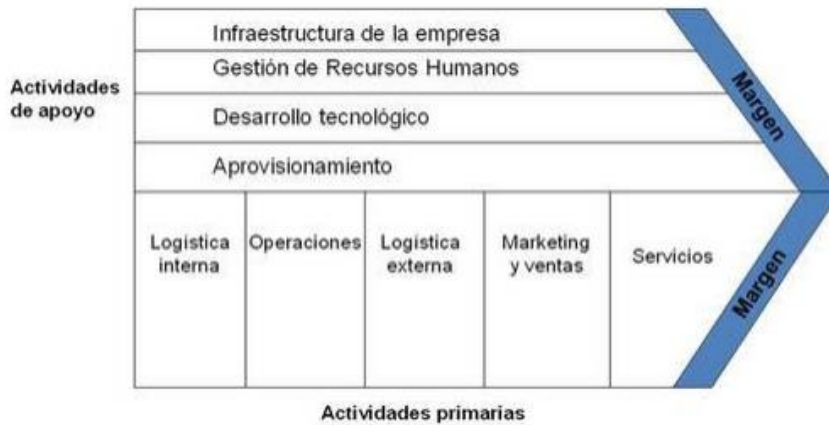 Infraestructura de la empresa
Gestión de Recursos Humanos
Actividades
de apoyo
Desarrollo tecnológico
Aprovisionamiento
Margen
Logística
interna
Operaciones
Logística
externa
Marketing
y ventas
Servicios
Margen
Actividades primarias